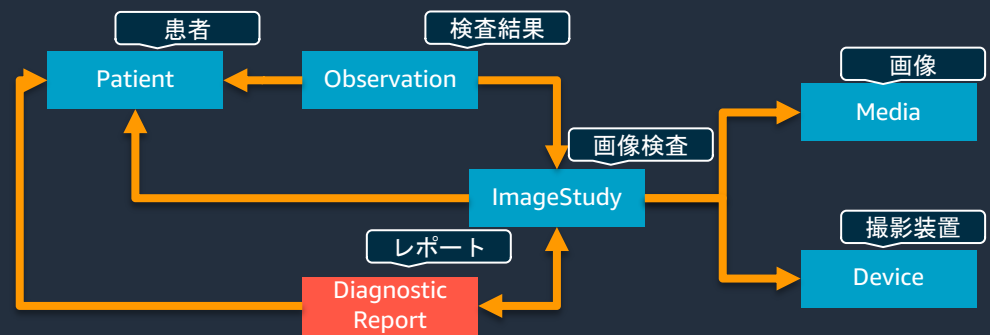 患者
Patient
検査結果
Observation
画像
Media
画像検査
ImageStudy
撮影装置
Device
レポート
Diagnostic
Report